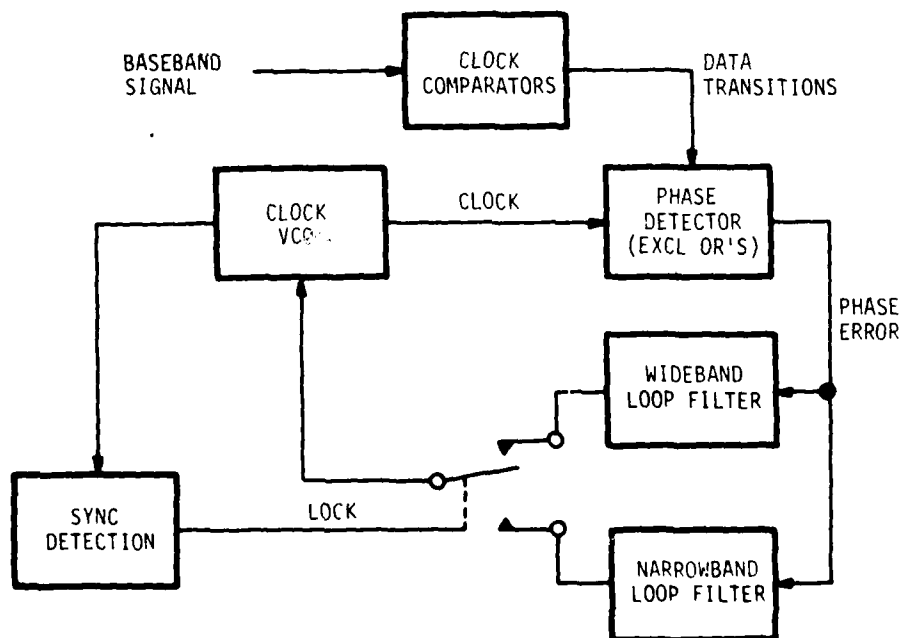 BASEBAND
SIGNAL
CLOCK
COMPARATORS
DATA
TRANSITIONS
CLOCK
VCO
CLOCK
PHASE
DETECTOR
(EXCL OR'S)
PHASE
ERROR
WIDEBAND
LOOP FILTER
SYNC
DETECTION
LOCK
NARROWBAND
LOOP FILTER